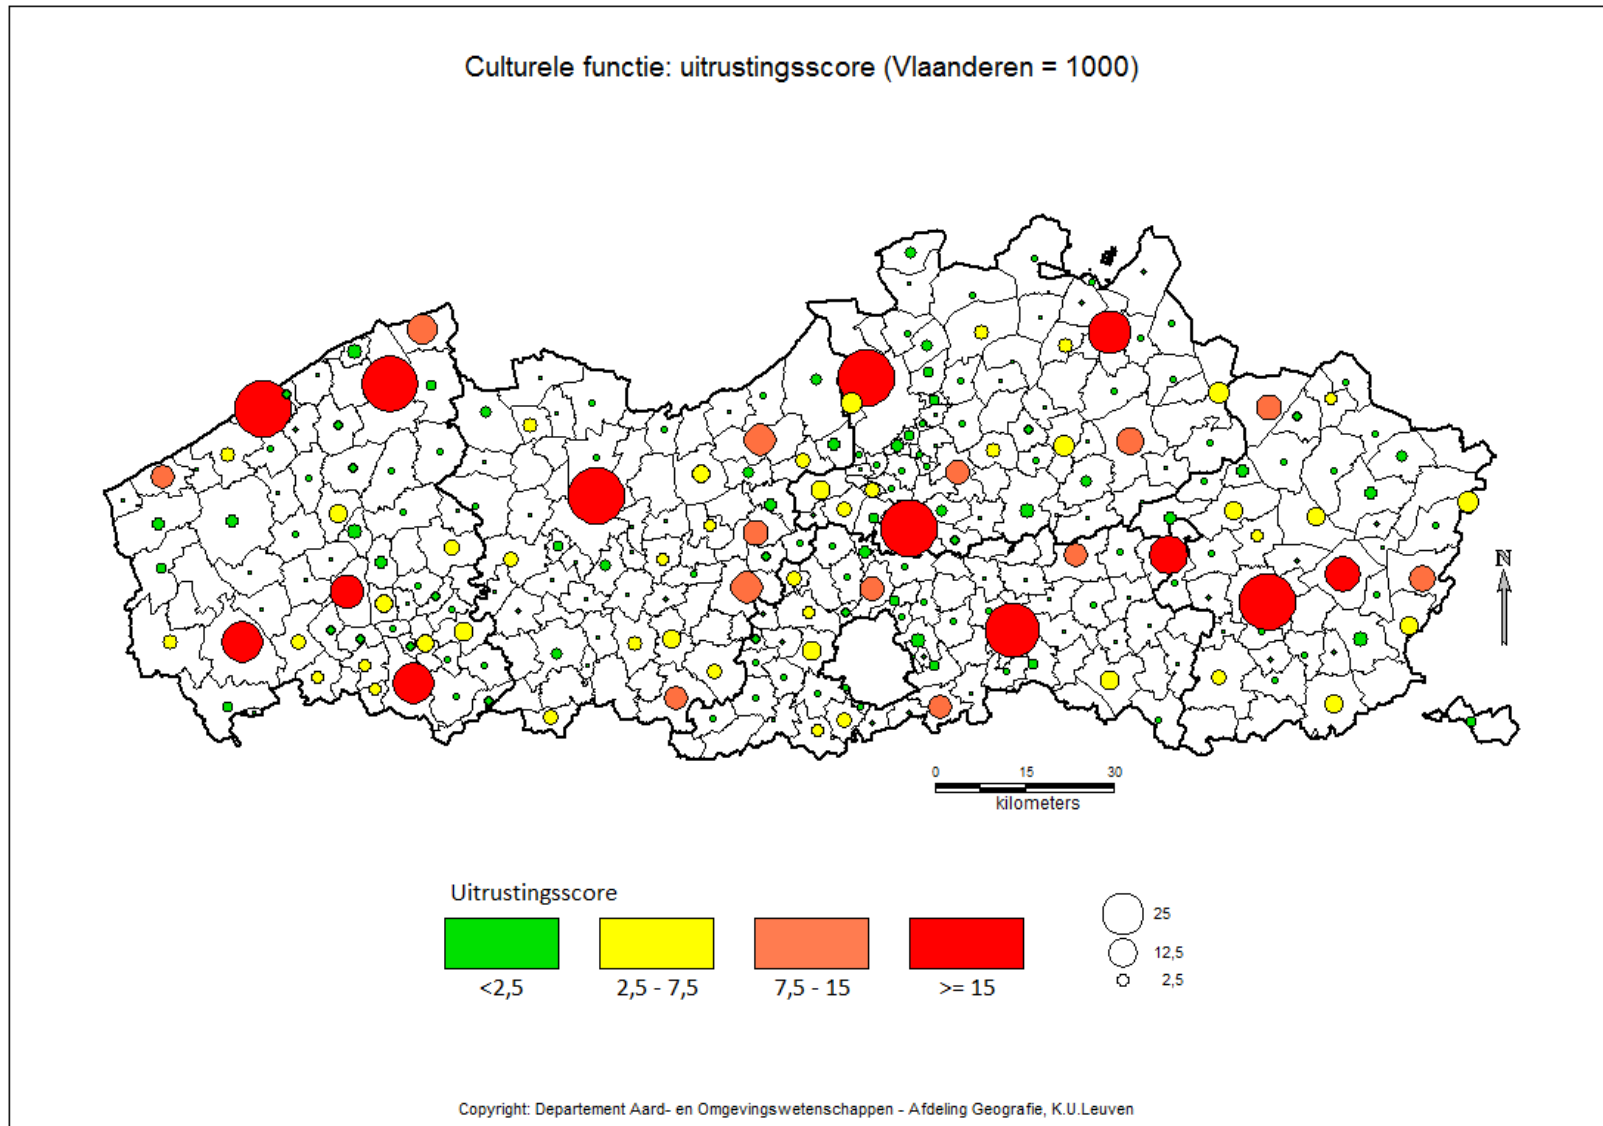 Culturele functie: uitrustingsscore (Vlaanderen = 1000)
N
0 15 30
kilometers
Uitrustingsscore
<2,5 2,5 - 7,5 7,5 - 15 >= 15
25
12,5
2,5
Copyright: Departement Aard- en Omgevingswetenschappen - Afdeling Geografie, K.U.Leuven